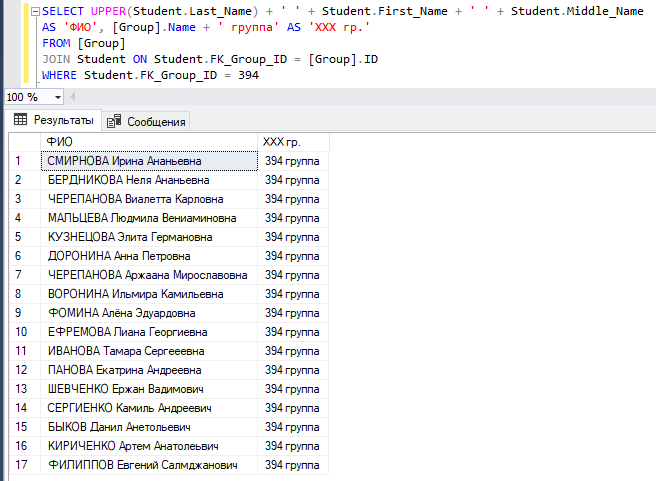 SELECT UPPER(Student.Last_Name) + ' ' + Student.First_Name + ' ' + Student.Middle_Name
AS 'ФИО', [Group].Name + ' группа' AS 'XXX гр.'
FROM [Group]
JOIN Student ON Student.FK_Group_ID = [Group].ID
WHERE Student.FK_Group_ID = 394
100 %
Результаты Сообщения
ФИО XXX гр.
1 СМИРНОВА Ирина Ананьевна 394 группа
2 БЕРДНИКОВА Неля Ананьевна 394 группа
3 ЧЕРЕПАНОВА Виалетта Карловна 394 группа
4 МАЛЬЦЕВА Людмила Вениаминовна 394 группа
5 КУЗНЕЦОВА Элита Германовна 394 группа
6 ДОРОНИНА Анна Петровна 394 группа
7 ЧЕРЕПАНОВА Аржаана Мирославовна 394 группа
8 ВОРОНИНА Ильмира Камильевна 394 группа
9 ФОМИНА Алёна Эдуардовна 394 группа
10 ЕФРЕМОВА Лиана Георгиевна 394 группа
11 ИВАНОВА Тамара Сергееевна 394 группа
12 ПАНОВА Екатрина Андреевна 394 группа
13 ШЕВЧЕНКО Ержан Вадимович 394 группа
14 СЕРГИЕНКО Камиль Андреевич 394 группа
15 БЫКОВ Данил Анетольевич 394 группа
16 КИРИЧЕНКО Артем Анатолеьвич 394 группа
17 ФИЛИППОВ Евгений Салмджанович 394 группа